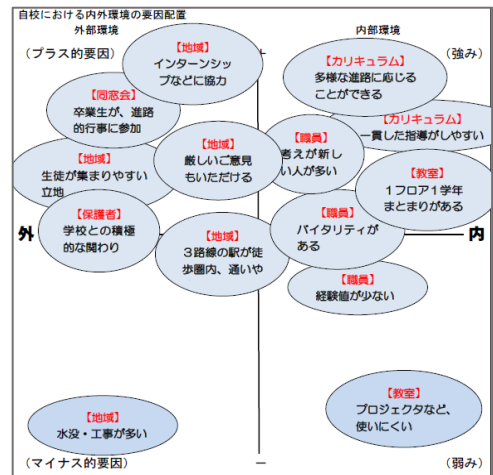 自校における内外環境の要因配置
外部環境
内部環境
(プラス的要因)
＋
(強み)
【地域】
インターンシッ
プなどに協力
【カリキュラム】
多様な進路に応じる
ことができる
【同窓会】
卒業生が、進路
的行事に参加
【カリキュラム】
一貫した指導がしやすい
【地域】
厳しいご意見
もいただける
【職員】
考えが新し
い人が多い
【地域】
生徒が集まりやすい
立地
【教室】
１フロア１学年
まとまりがある
【保護者】
学校との積極
的な関わり
【地域】
３路線の駅が徒
歩圏内、通いや
【職員】
バイタリティが
ある
外
内
【職員】
経験値が少ない
【地域】
水没・工事が多い
【教室】
プロジェクタなど、
使いにくい
(マイナス的要因)
－
(弱み)